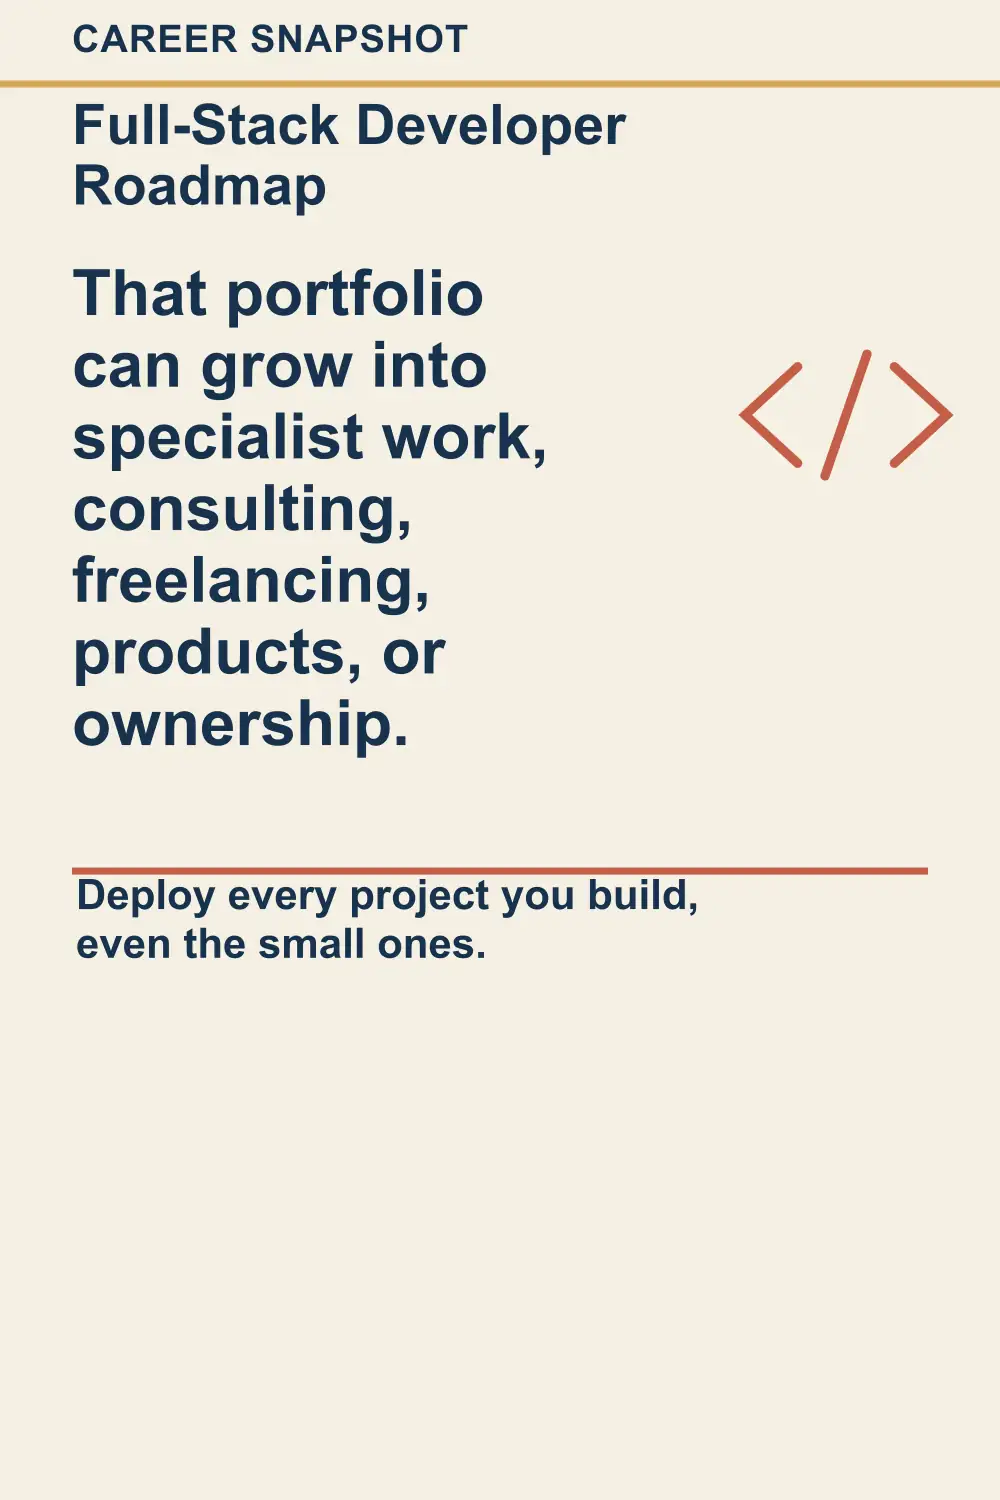 CAREER SNAPSHOT
Full-Stack Developer
Roadmap
That portfolio
can grow into
specialist work,
consulting,
freelancing,
products, or
ownership.
</>
Deploy every project you build,
even the small ones.